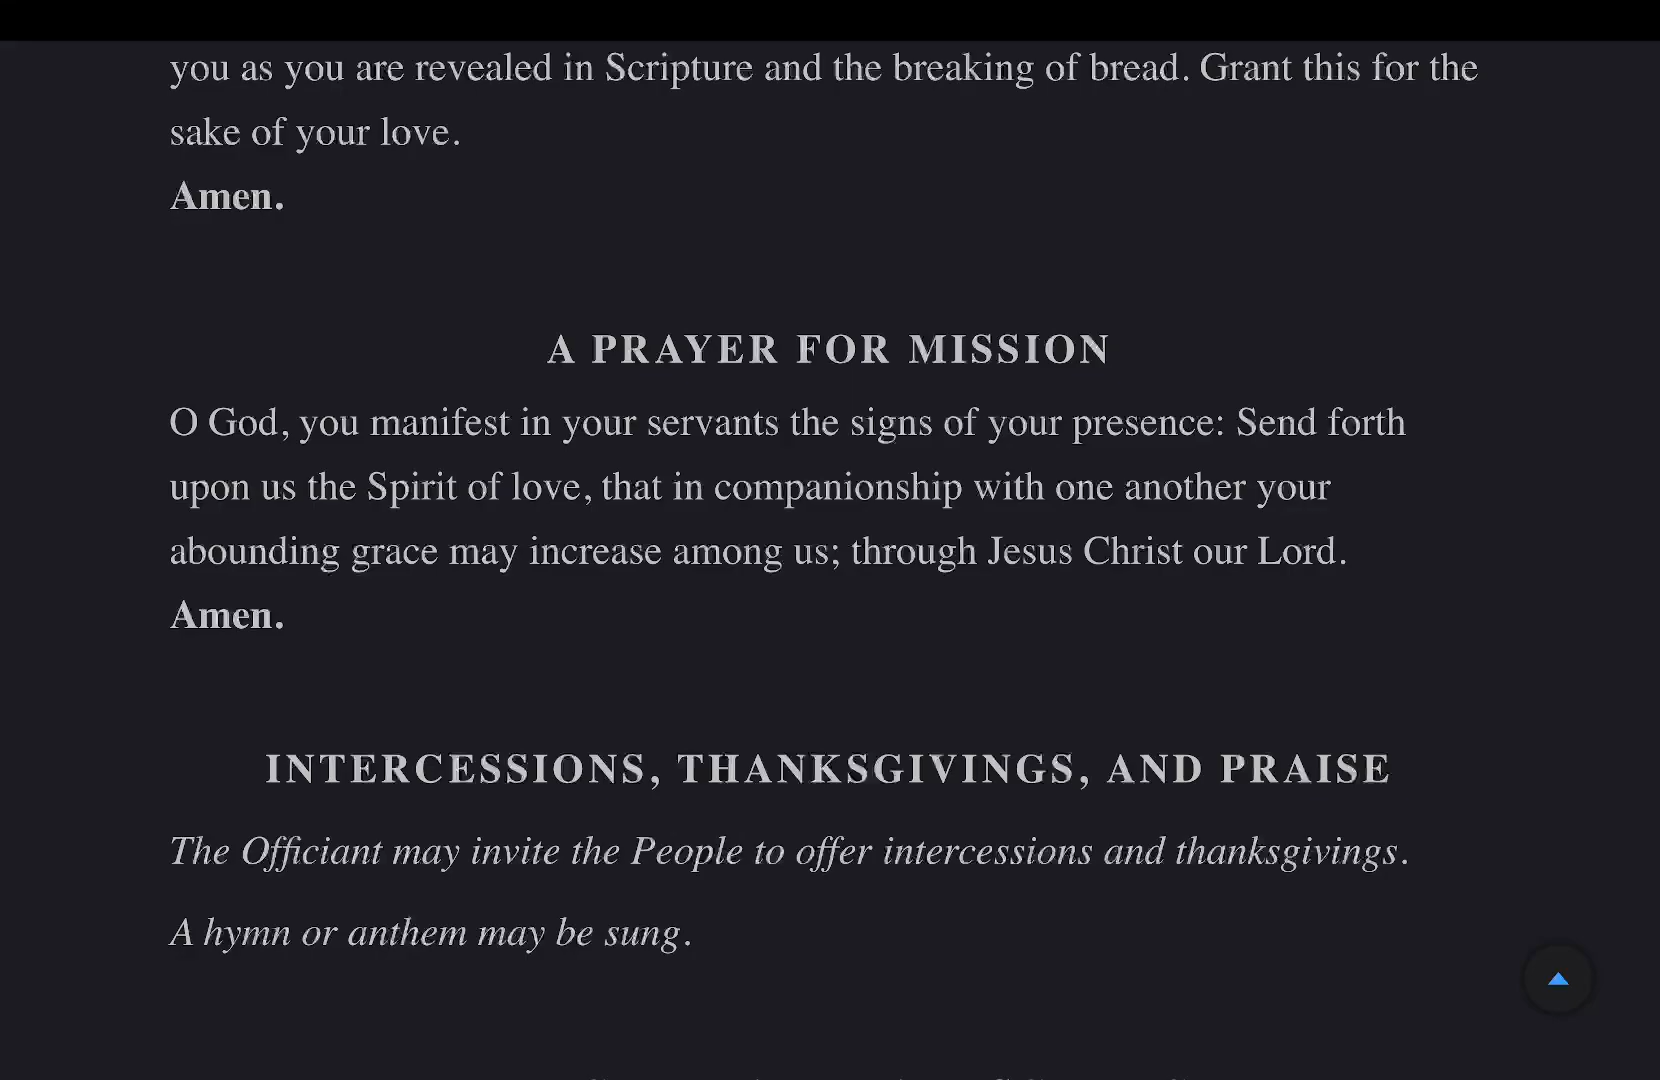 you as you are revealed in Scripture and the breaking of bread. Grant this for the
sake of your love.
Amen.
A PRAYER FOR MISSION
O God, you manifest in your servants the signs of your presence: Send forth
upon us the Spirit of love, that in companionship with one another your
abounding grace may increase among us; through Jesus Christ our Lord.
Amen.
INTERCESSIONS, THANKSGIVINGS, AND PRAISE
The Officiant may invite the People to offer intercessions and thanksgivings.
A hymn or anthem may be sung.